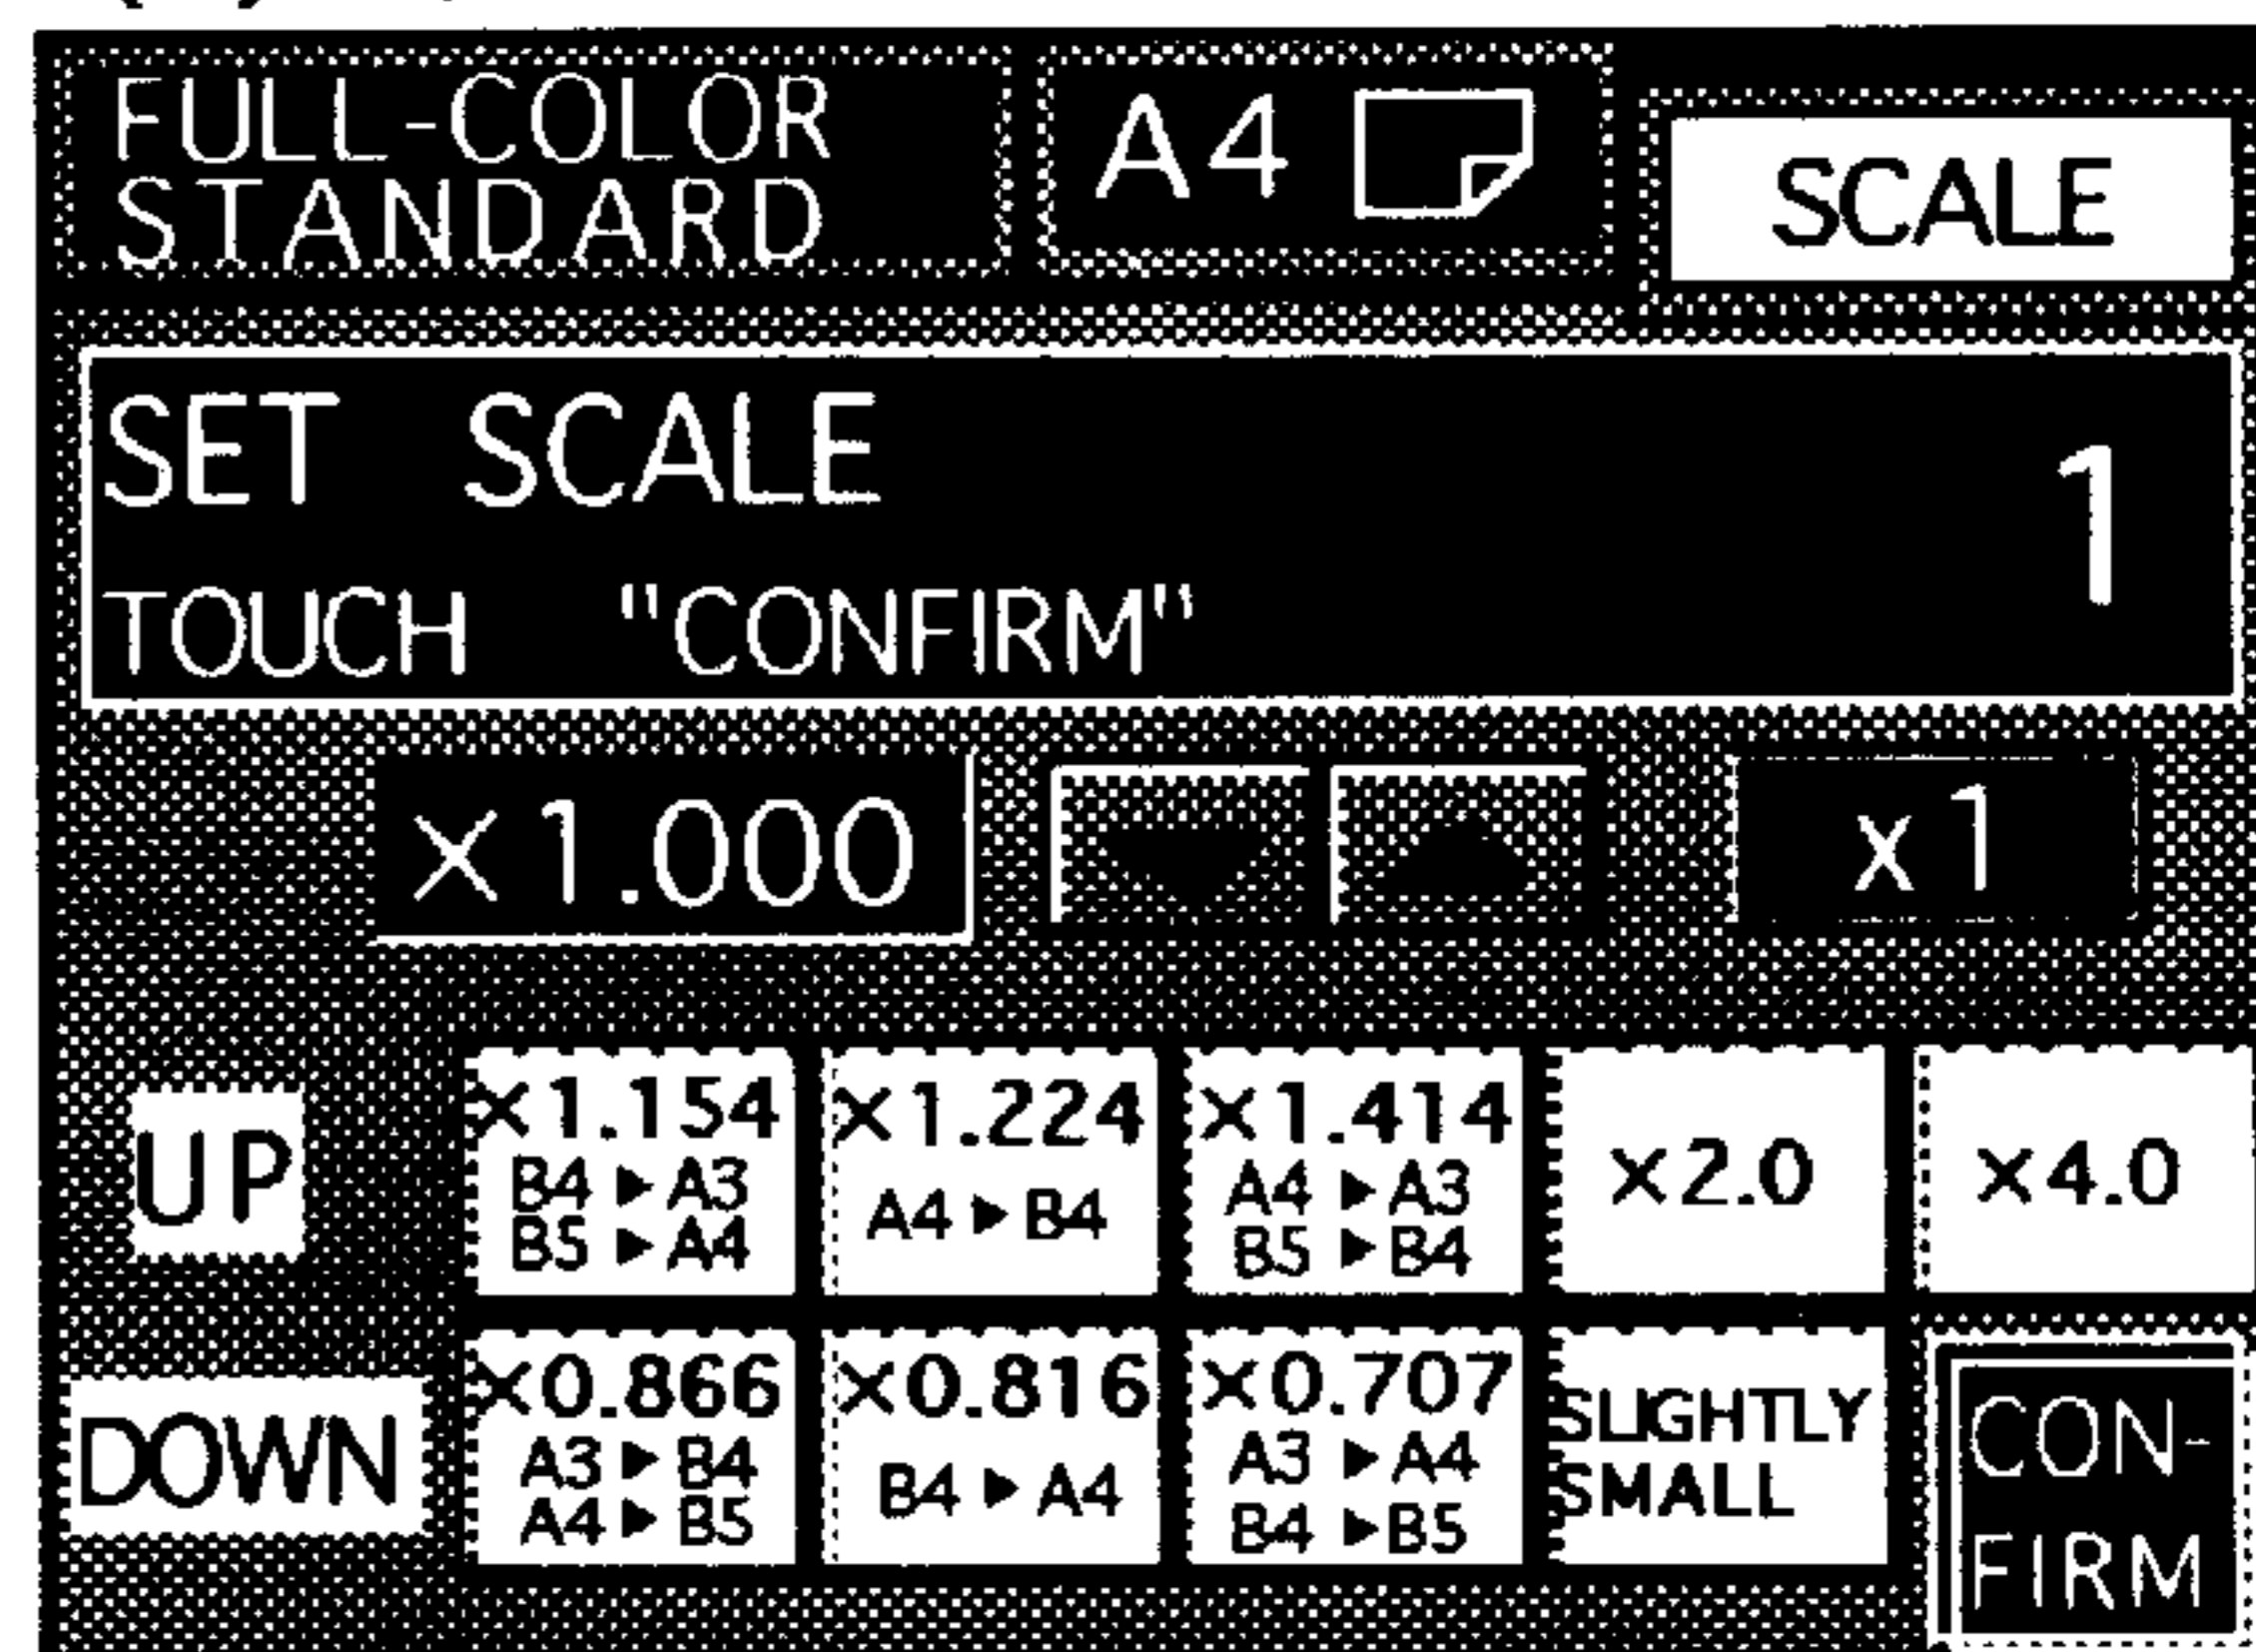 FULL-COLOR
STANDARD
A4
SCALE
SET SCALE
1
TOUCH "CONFIRM"
×1.000
x1
UP
×1.154
B4 ▶ A3
B5 ▶ A4
×1.224
A4 ▶ B4
×1.414
A4 ▶ A3
B5 ▶ B4
×2.0
×4.0
DOWN
×0.866
A3 ▶ B4
A4 ▶ B5
×0.816
B4 ▶ A4
×0.707
A3 ▶ A4
B4 ▶ B5
SLIGHTLY
SMALL
CON-
FIRM